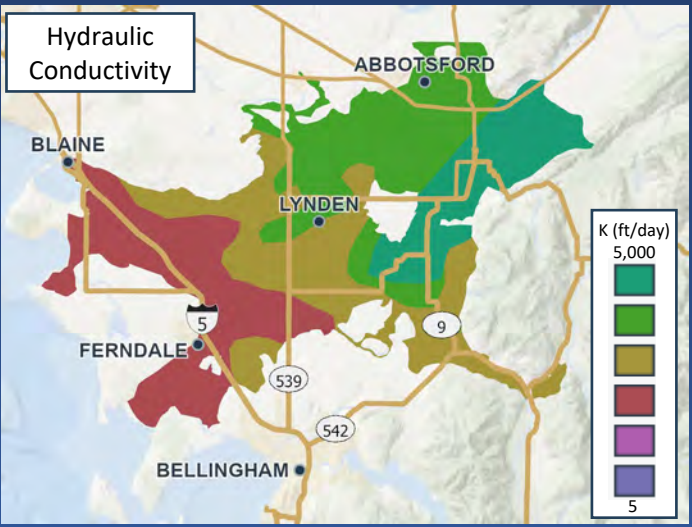 Hydraulic
Conductivity
ABBOTSFORD
BLAINE
LYNDEN
K (ft/day)
5,000
5
9
FERNDALE
539
542
BELLINGHAM
5